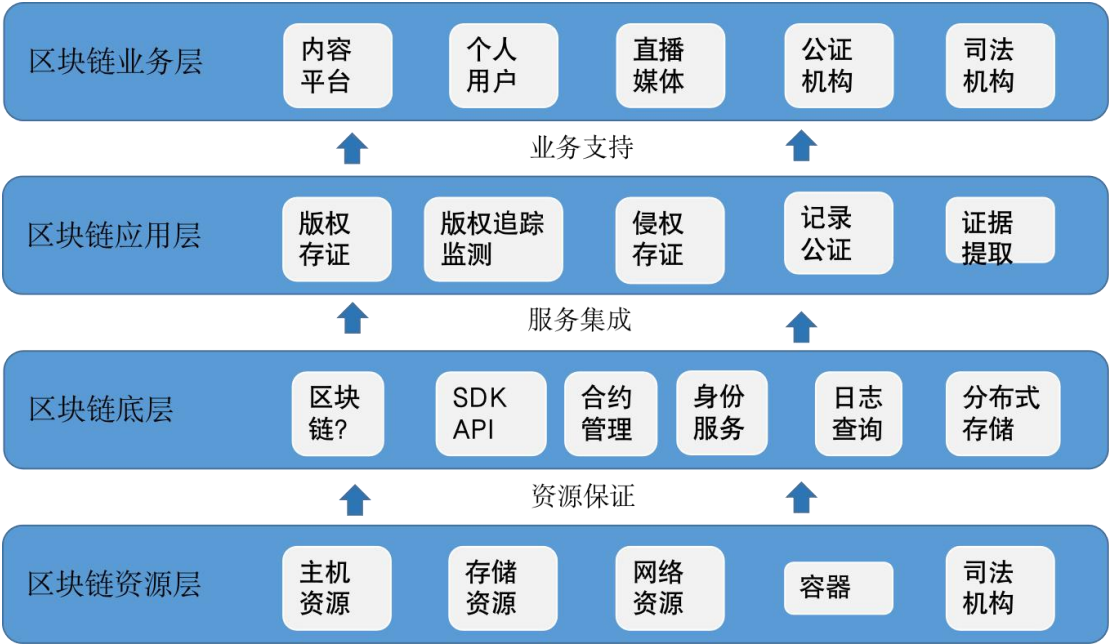 区块链业务层
内容
平台
个人
用户
直播
媒体
公证
机构
司法
机构
业务支持
区块链应用层
版权
存证
版权追踪
监测
侵权
存证
记录
公证
证据
提取
服务集成
区块链底层
区块
链?
SDK
API
合约
管理
身份
服务
日志
查询
分布式
存储
资源保证
区块链资源层
主机
资源
存储
资源
网络
资源
容器
司法
机构